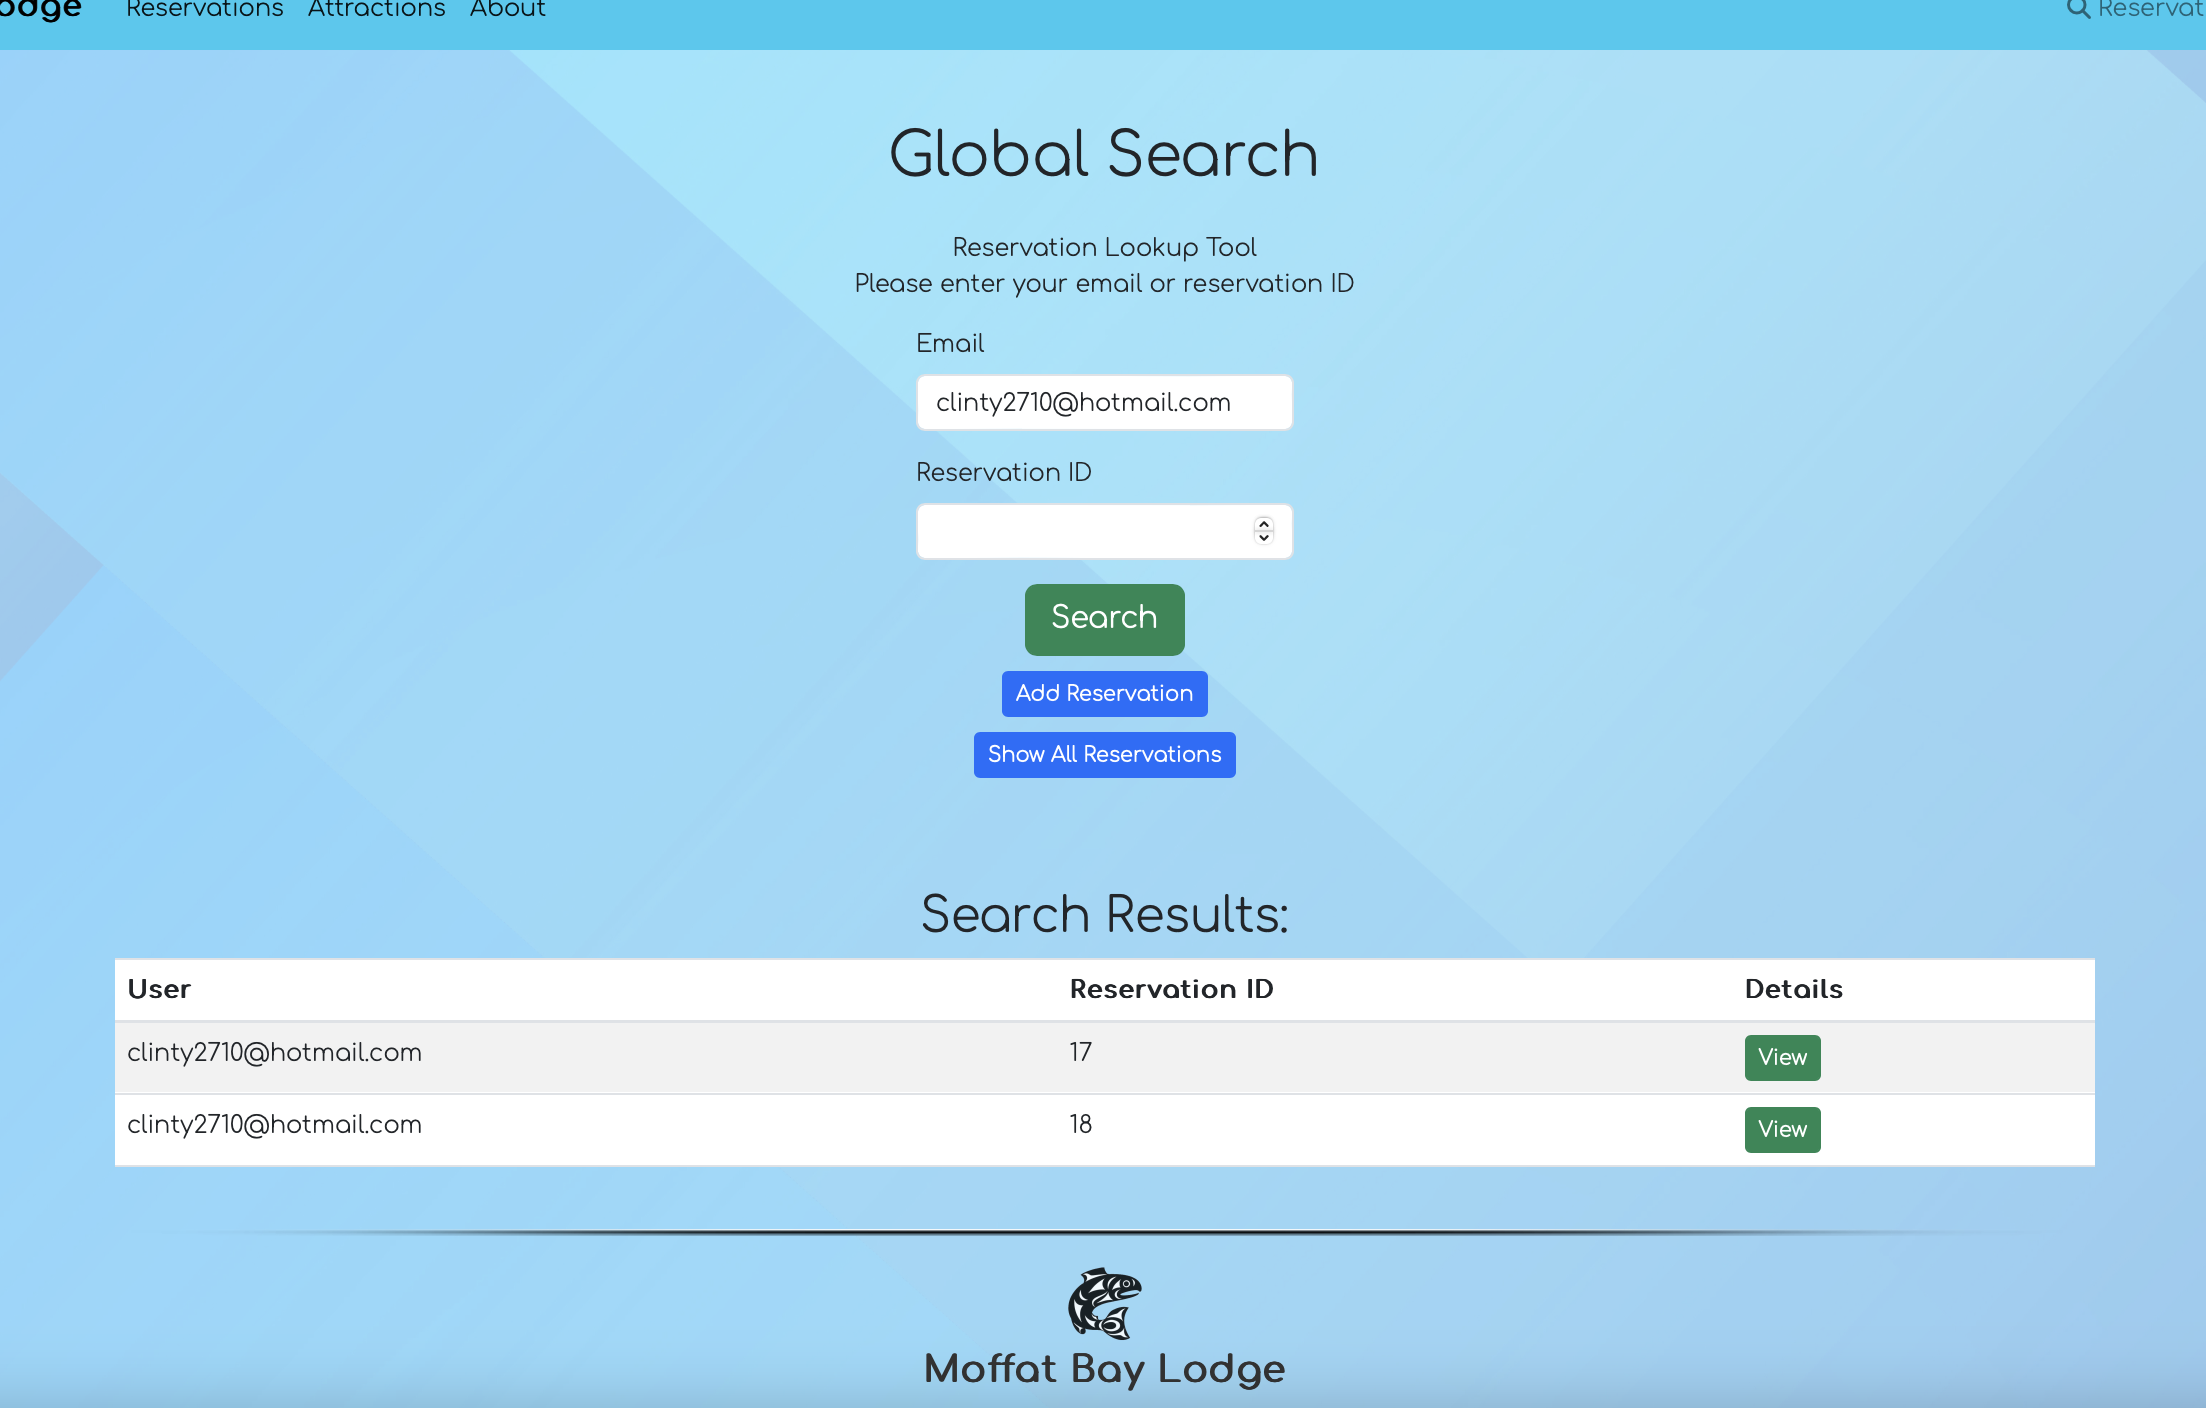 Reservations Attractions About
Global Search
Reservation Lookup Tool
Please enter your email or reservation ID
Email
clinty2710@hotmail.com
Reservation ID
Search
Add Reservation
Show All Reservations
Search Results:
User Reservation ID Details
clinty2710@hotmail.com 17 View
clinty2710@hotmail.com 18 View
Moffat Bay Lodge